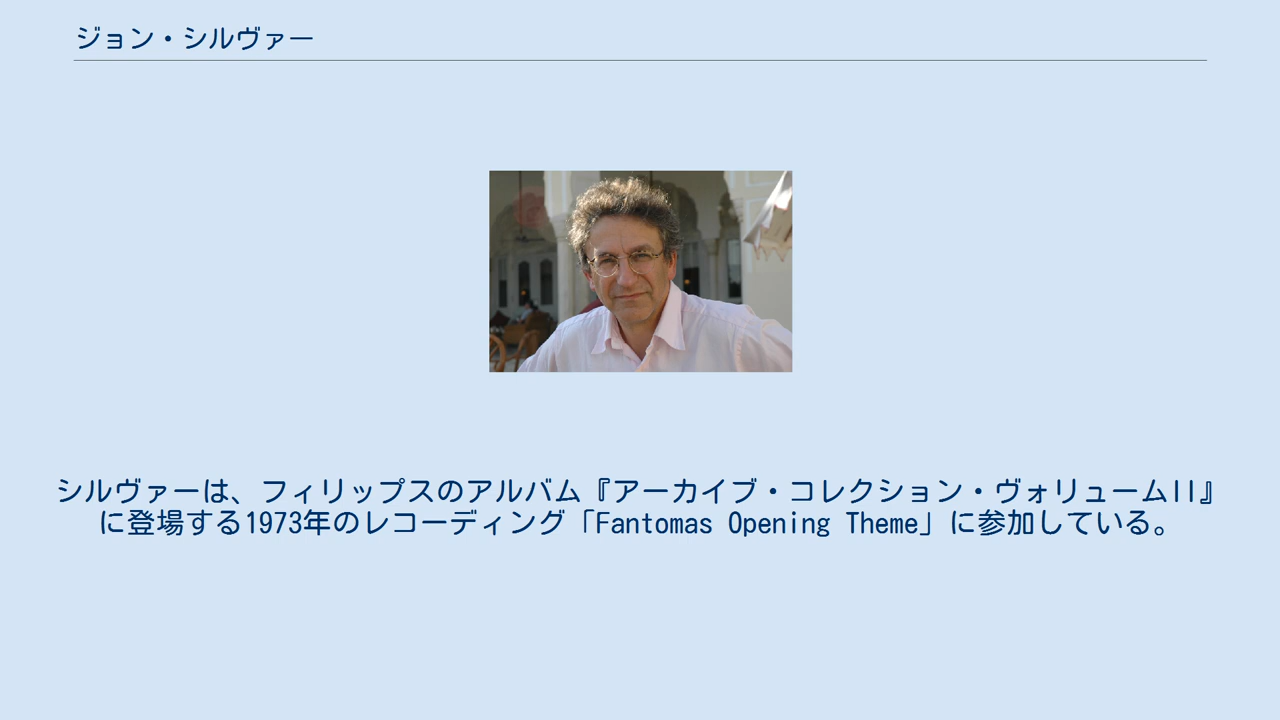 ジョン・シルヴァー
シルヴァーは、フィリップスのアルバム『アーカイブ・コレクション・ヴォリュームII』
に登場する1973年のレコーディング「Fantomas Opening Theme」に参加している。